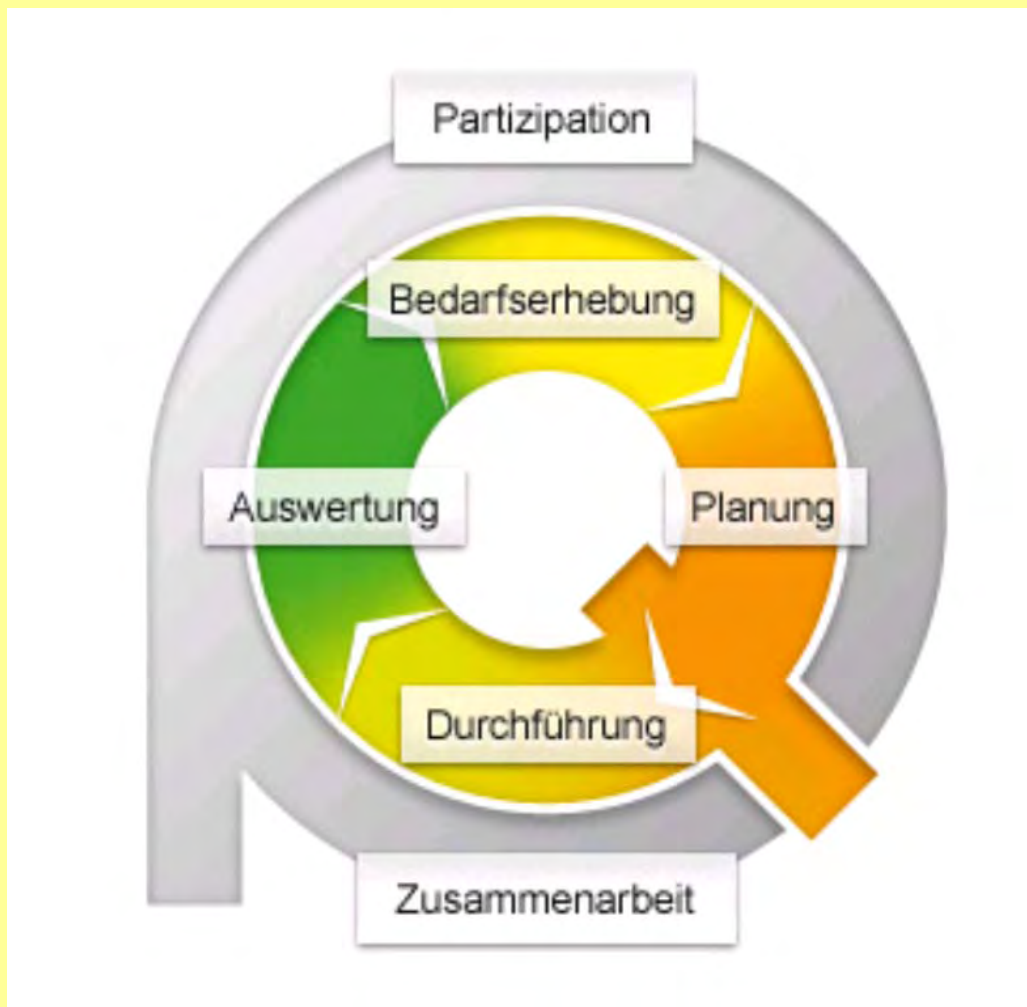 Partizipation
Bedarfserhebung
Auswertung
Planung
Durchführung
Zusammenarbeit